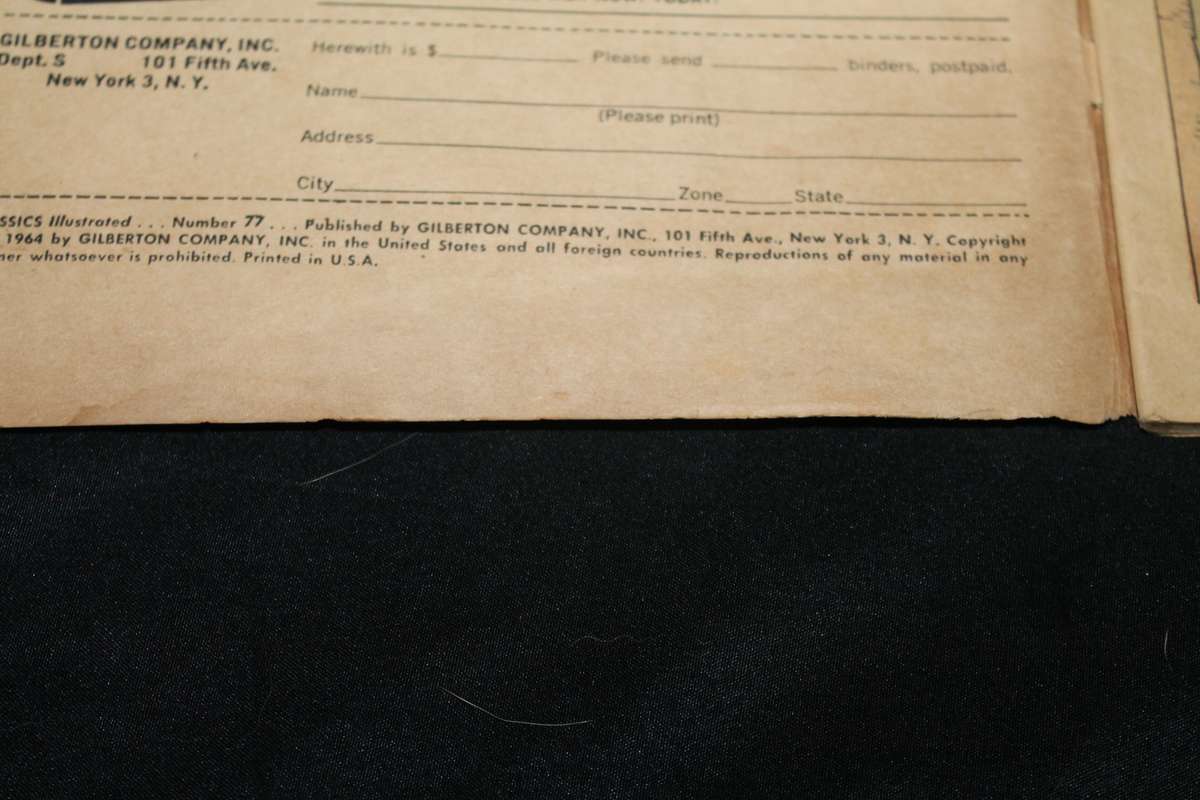 TODAY!
GILBERTON COMPANY, INC.
Dept. S 101 Fifth Ave.
New York 3, N. Y.
Herewith is $ Please send binders, postpaid.
Name
(Please print)
Address
City Zone State
SSICS Illustrated . . . Number 77 . . . Published by GILBERTON COMPANY, INC., 101 Fifth Ave., New York 3, N. Y. Copyright
1964 by GILBERTON COMPANY, INC. in the United States and all foreign countries. Reproductions of any material in any
ner whatsoever is prohibited. Printed in U.S.A.